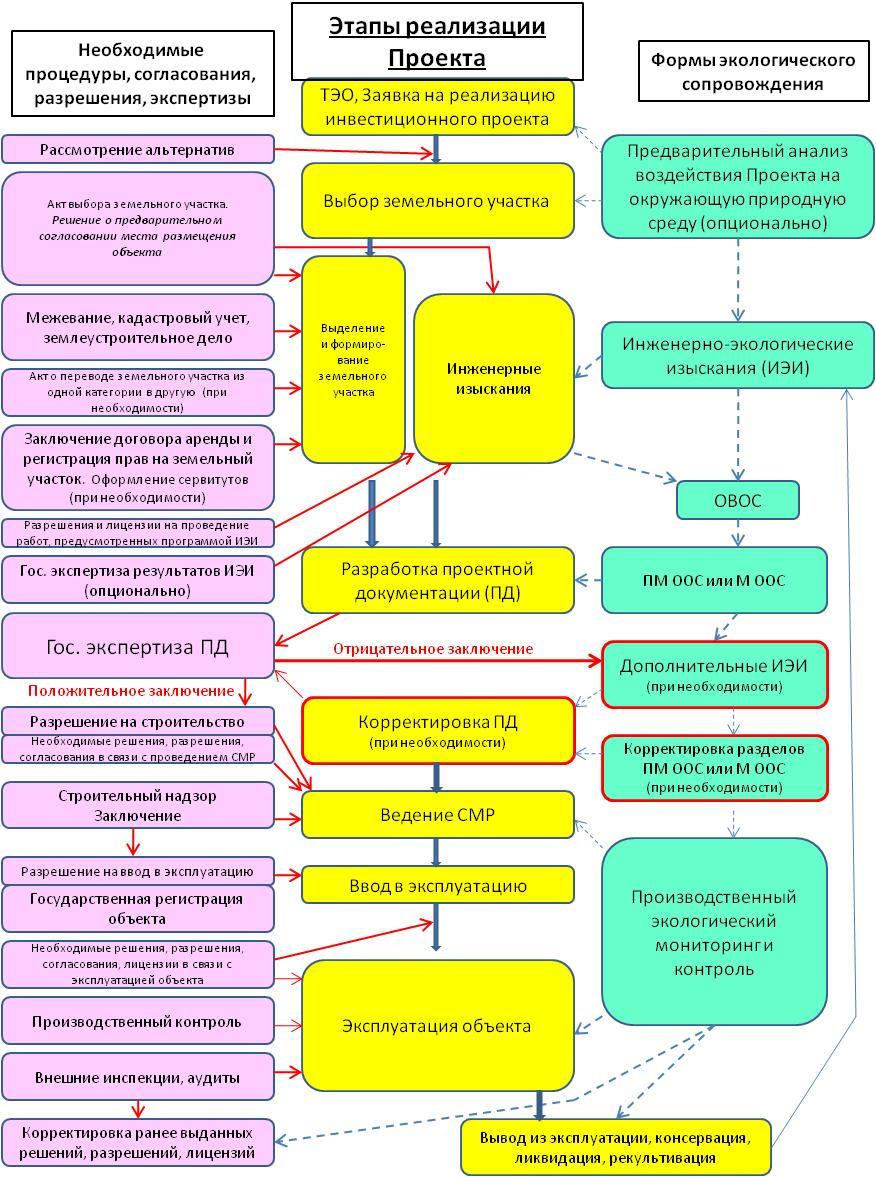 Необходимые
процедуры, согласования,
разрешения, экспертизы
Этапы реализации
Проекта
Формы экологического
сопровождения
ТЭО, Заявка на реализацию
инвестиционного проекта
Рассмотрение альтернатив
Предварительный анализ
воздействия Проекта на
окружающую природную
среду (опционально)
Выбор земельного участка
Акт выбора земельного участка.
Решение о предварительном
согласовании места размещения
объекта
Межевание, кадастровый учет,
землеустроительное дело
Выделение
и формиро-
вание
земельного
участка
Инженерные
изыскания
Инженерно-экологические
изыскания (ИЭИ)
Акт о переводе земельного участка из
одной категории в другую (при
необходимости)
Заключение договора аренды и
регистрация прав на земельный
участок. Оформление сервитутов
(при необходимости)
ОВОС
Разрешения и лицензии на проведение
работ, предусмотренных программой ИЭИ
Гос. экспертиза результатов ИЭИ
(опционально)
Разработка проектной
документации (ПД)
ПМ ООС или М ООС
Гос. экспертиза ПД
Отрицательное заключение
Дополнительные ИЭИ
(при необходимости)
Положительное заключение
Разрешение на строительство
Необходимые решения, разрешения,
согласования в связи с проведением СМР
Корректировка ПД
(при необходимости)
Корректировка разделов
ПМ ООС или М ООС
(при необходимости)
Строительный надзор
Заключение
Ведение СМР
Разрешение на ввод в эксплуатацию
Ввод в эксплуатацию
Государственная регистрация
объекта
Производственный
экологический
мониторинг и
контроль
Необходимые решения, разрешения,
согласования, лицензии в связи с
эксплуатацией объекта
Производственный контроль
Эксплуатация объекта
Внешние инспекции, аудиты
Корректировка ранее выданных
решений, разрешений, лицензий
Вывод из эксплуатации, консервация,
ликвидация, рекультивация